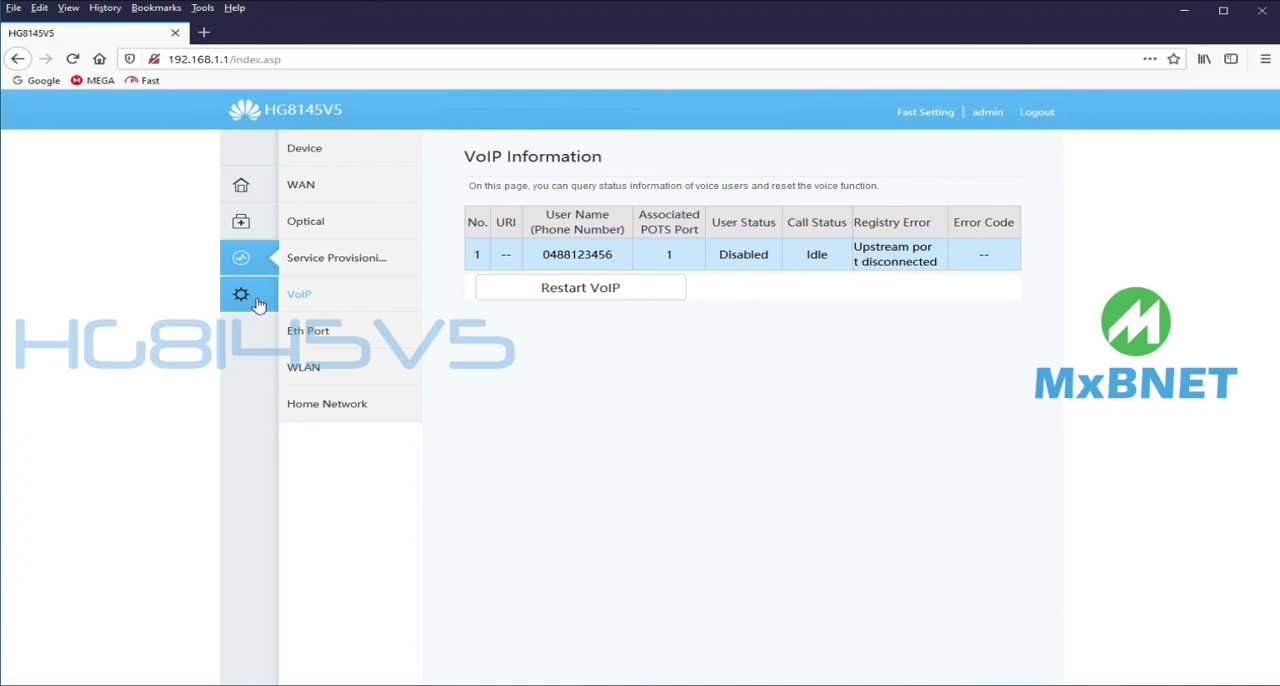 File Edit View History Bookmarks Tools Help
HG8145V5
192.168.1.1/index.asp
Google MEGA Fast
HG8145V5
Fast Setting | admin Logout
Device
WAN
Optical
Service Provisioni...
VoIP
Eth Port
WLAN
Home Network
VoIP Information
On this page, you can query status information of voice users and reset the voice function.
No. URI User Name (Phone Number) Associated POTS Port User Status Call Status Registry Error Error Code
1 -- 0488123456 1 Disabled Idle Upstream por t disconnected --
Restart VoIP
HG8145V5
MxBNET